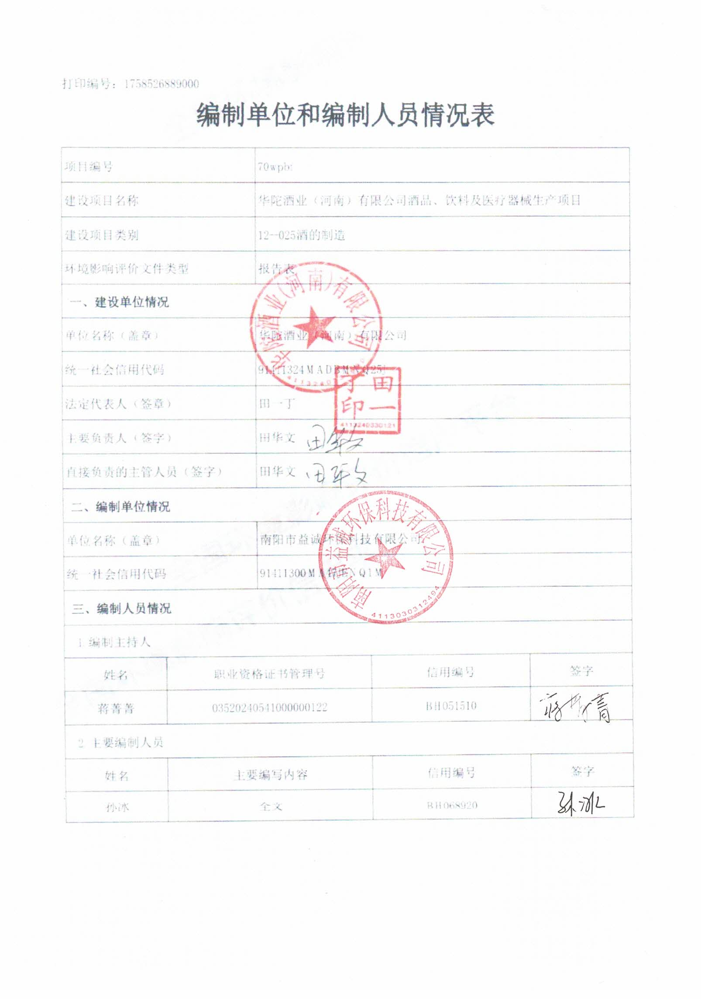 打印编号：1758526889000
编制单位和编制人员情况表
项目编号 70wpb
建设项目名称 华陀酒业（河南）有限公司酒品、饮料及医疗器械生产项目
建设项目类别 12--025酒的制造
环境影响评价文件类型 报告表
一、建设单位情况
单位名称（盖章） 华陀酒业（河南）有限公司
华陀酒业(河南)有限公司
统一社会信用代码
法定代表人（签章） 田一丁
田一丁印
4113240330121
主要负责人（签字） 田华文 田华文
直接负责的主管人员（签字） 田华文 田华文
二、编制单位情况
单位名称（盖章） 南阳市益诚环保科技有限公司
南阳市益诚环保科技有限公司
4113030312494
统一社会信用代码
三、编制人员情况
1.编制主持人
姓名 职业资格证书管理号 信用编号 签字
蒋菁菁 03520240541000000122 BH051510 蒋菁菁
2.主要编制人员
姓名 主要编写内容 信用编号 签字
孙冰 全文 BH068920 孙冰